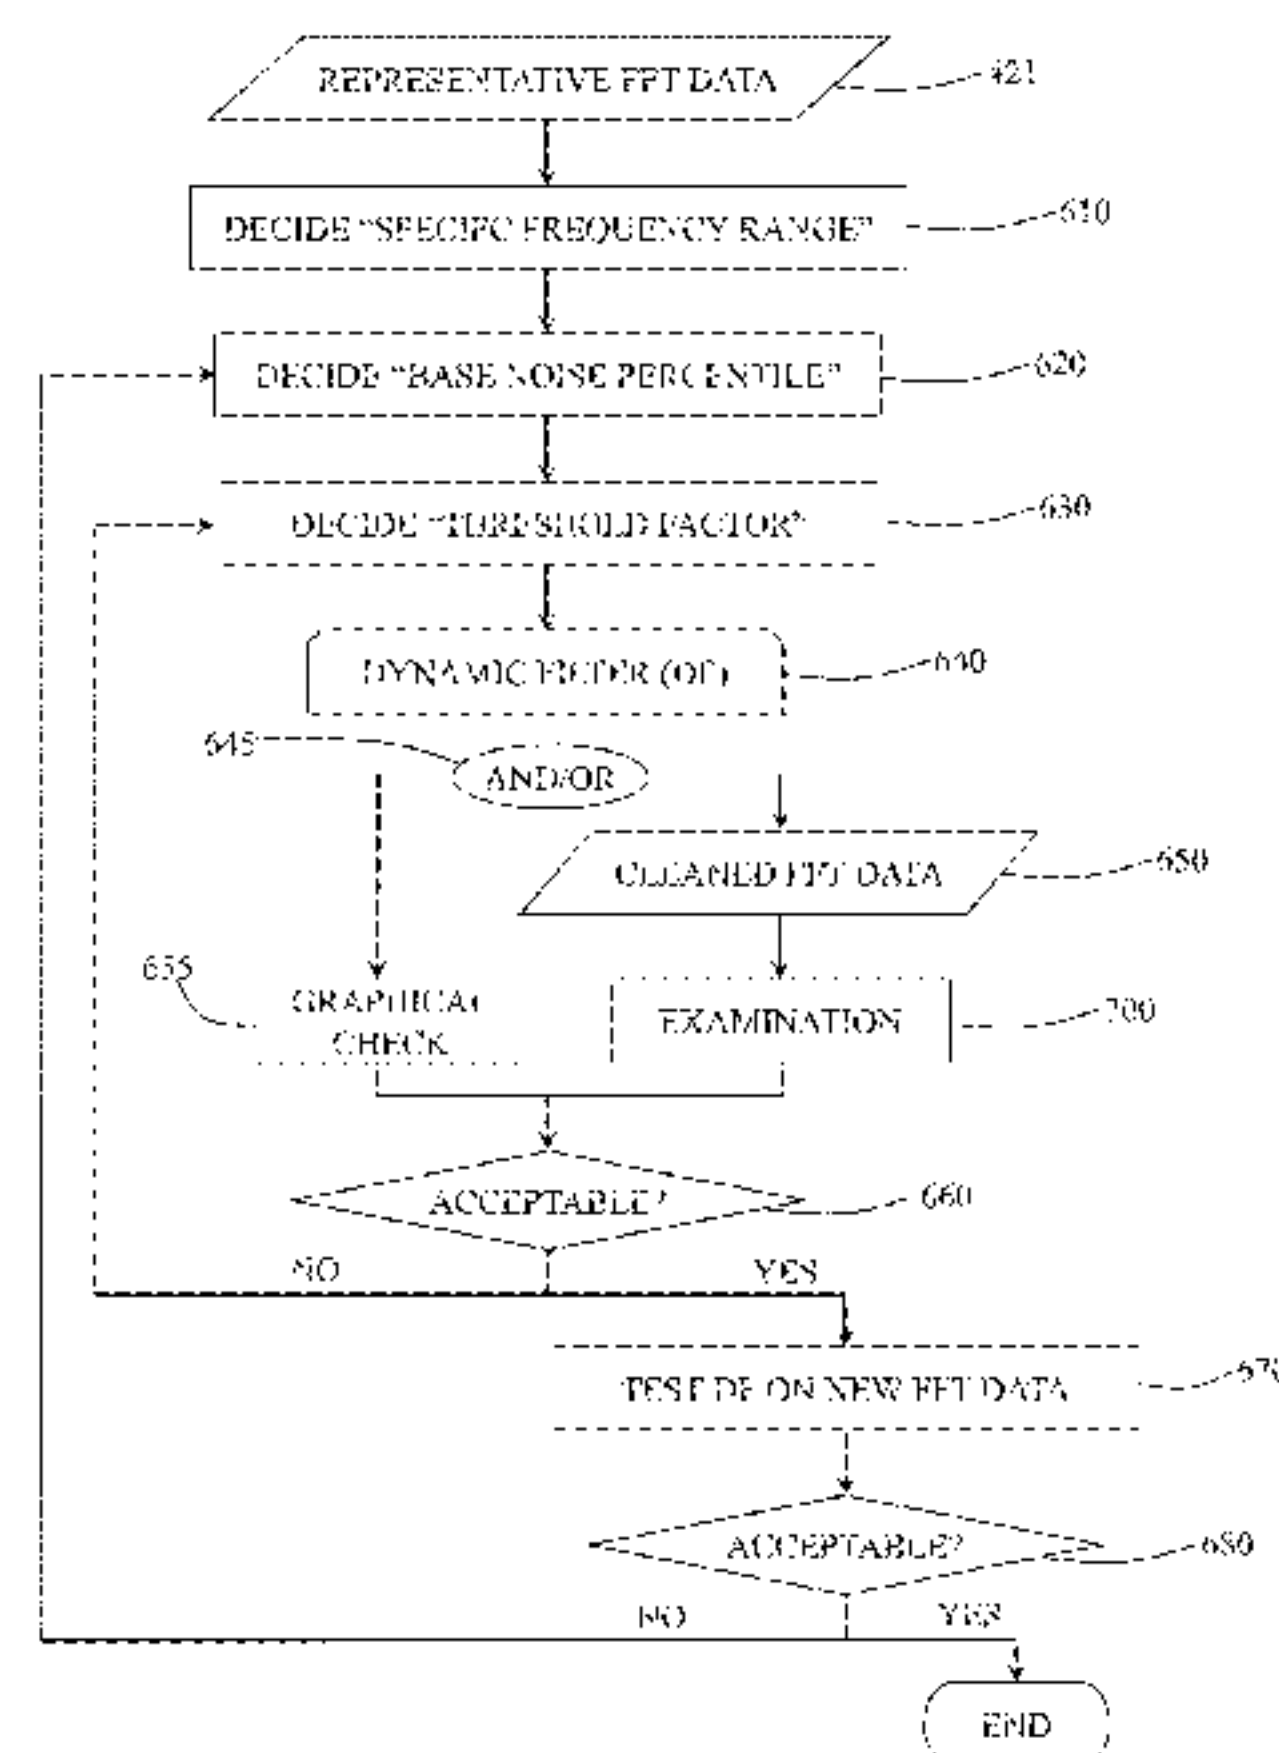 REPRESENTATIVE FFT DATA
421
DECIDE "SPECIFC FREQUENCY RANGE"
610
DECIDE "BASE NOISE PERCENTILE"
620
DECIDE "THRESHOLD FACTOR"
630
DYNAMIC FILTER (DF)
640
645
AND/OR
CLEANED FFT DATA
650
655
GRAPHICAL
CHECK
EXAMINATION
700
ACCEPTABLE?
660
NO
YES
TEST DF ON NEW FFT DATA
670
ACCEPTABLE?
680
NO
YES
END